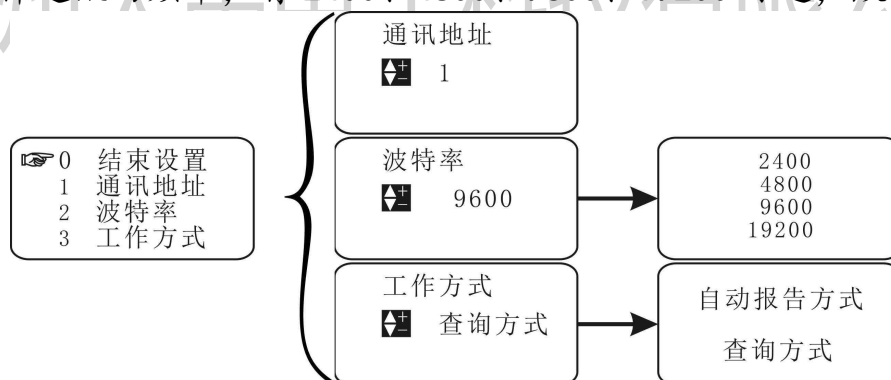 通讯地址
1
0 结束设置
1 通讯地址
2 波特率
3 工作方式
波特率
9600
2400
4800
9600
19200
工作方式
查询方式
自动报告方式
查询方式